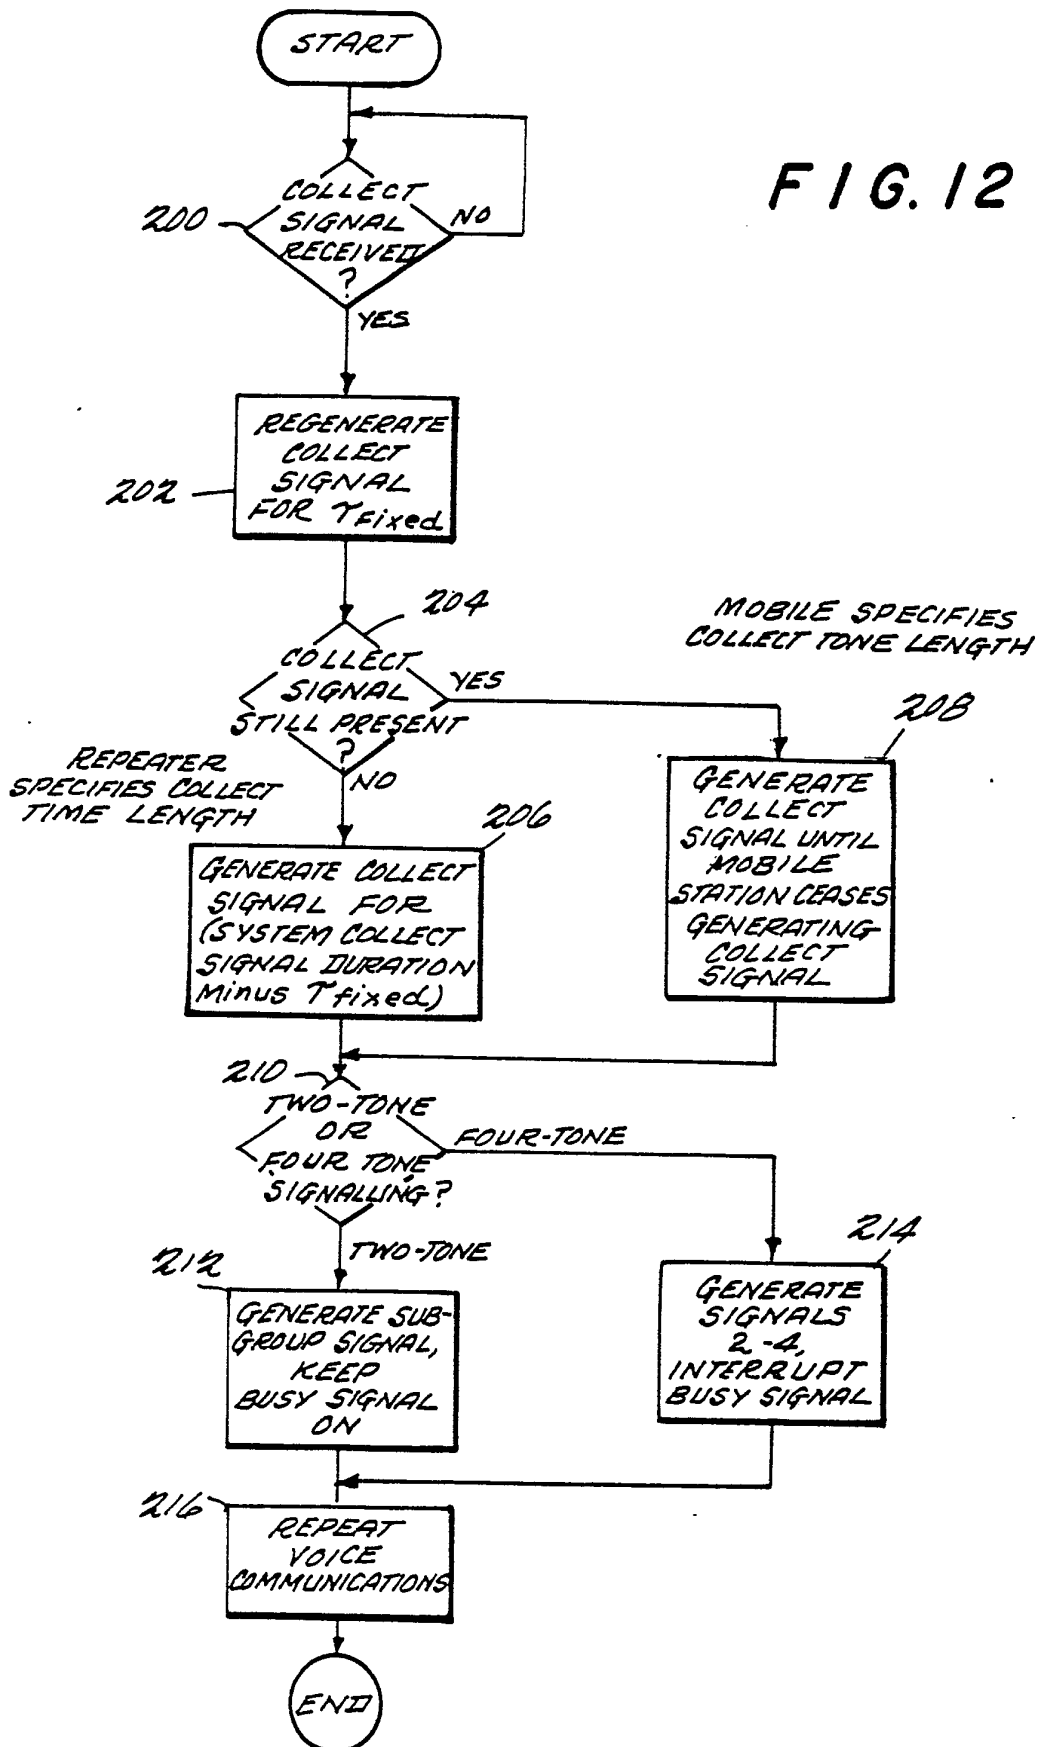 START
FIG. 12
200
COLLECT
SIGNAL
RECEIVED
?
NO
YES
202
REGENERATE
COLLECT
SIGNAL
FOR Tfixed
204
COLLECT
SIGNAL
STILL PRESENT
?
YES
NO
MOBILE SPECIFIES
COLLECT TONE LENGTH
REPEATER
SPECIFIES COLLECT
TIME LENGTH
206
GENERATE COLLECT
SIGNAL FOR
(SYSTEM COLLECT
SIGNAL DURATION
Minus Tfixed)
208
GENERATE
COLLECT
SIGNAL UNTIL
MOBILE
STATION CEASES
GENERATING
COLLECT
SIGNAL
210
TWO-TONE
OR
FOUR TONE
SIGNALLING?
FOUR-TONE
TWO-TONE
212
GENERATE SUB-
GROUP SIGNAL,
KEEP
BUSY SIGNAL
ON
214
GENERATE
SIGNALS
2-4,
INTERRUPT
BUSY SIGNAL
216
REPEAT
VOICE
COMMUNICATIONS
END